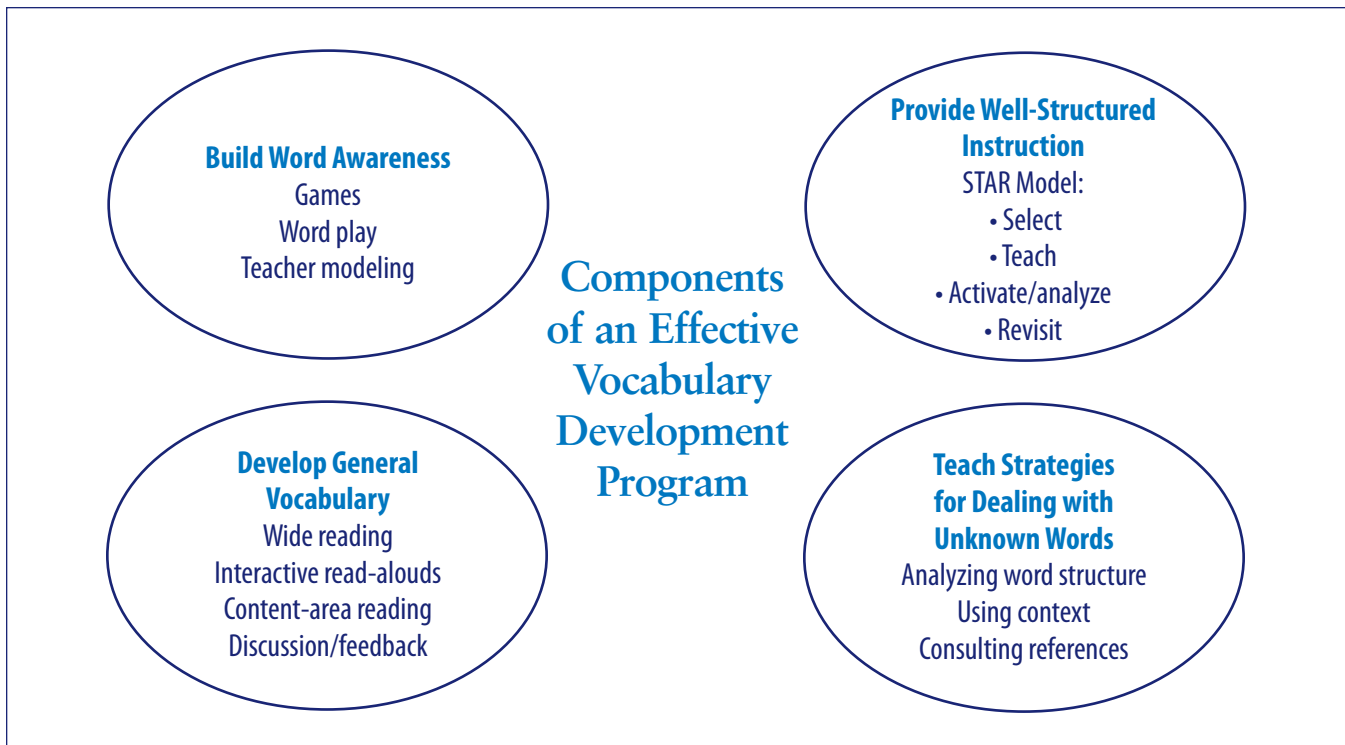 Build Word Awareness
Games
Word play
Teacher modeling
Provide Well-Structured
Instruction
STAR Model:
• Select
• Teach
• Activate/analyze
• Revisit
Components
of an Effective
Vocabulary
Development
Program
Develop General
Vocabulary
Wide reading
Interactive read-alouds
Content-area reading
Discussion/feedback
Teach Strategies
for Dealing with
Unknown Words
Analyzing word structure
Using context
Consulting references